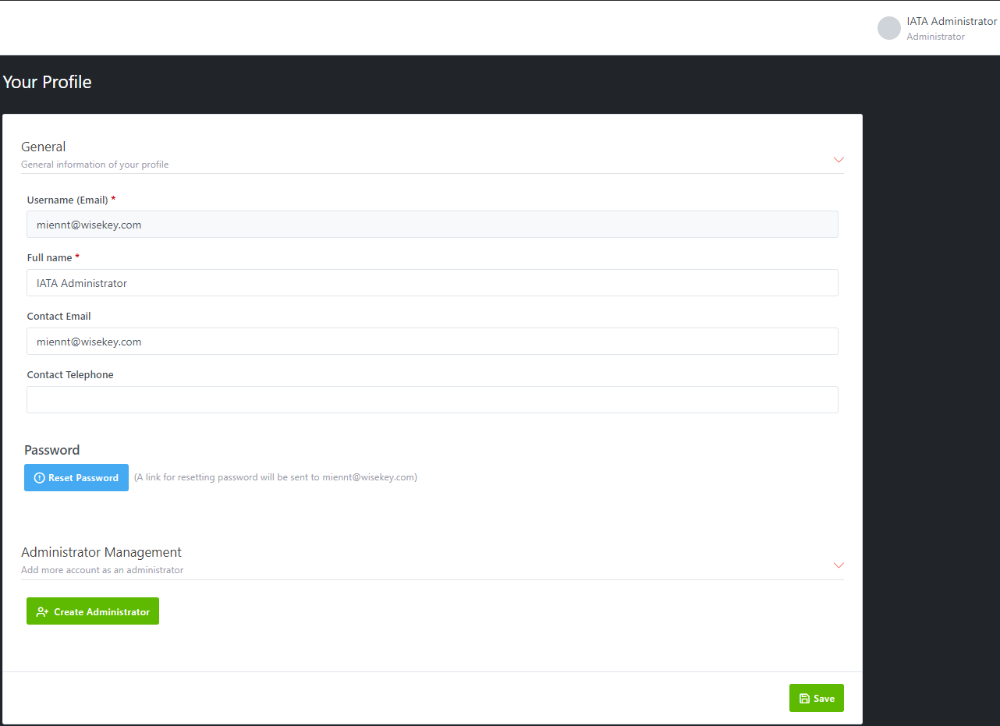 IATA Administrator
Administrator
Your Profile
General
General information of your profile
Username (Email) *
miennt@wisekey.com
Full name *
IATA Administrator
Contact Email
miennt@wisekey.com
Contact Telephone
Password
Reset Password (A link for resetting password will be sent to miennt@wisekey.com)
Administrator Management
Add more account as an administrator
Create Administrator
Save